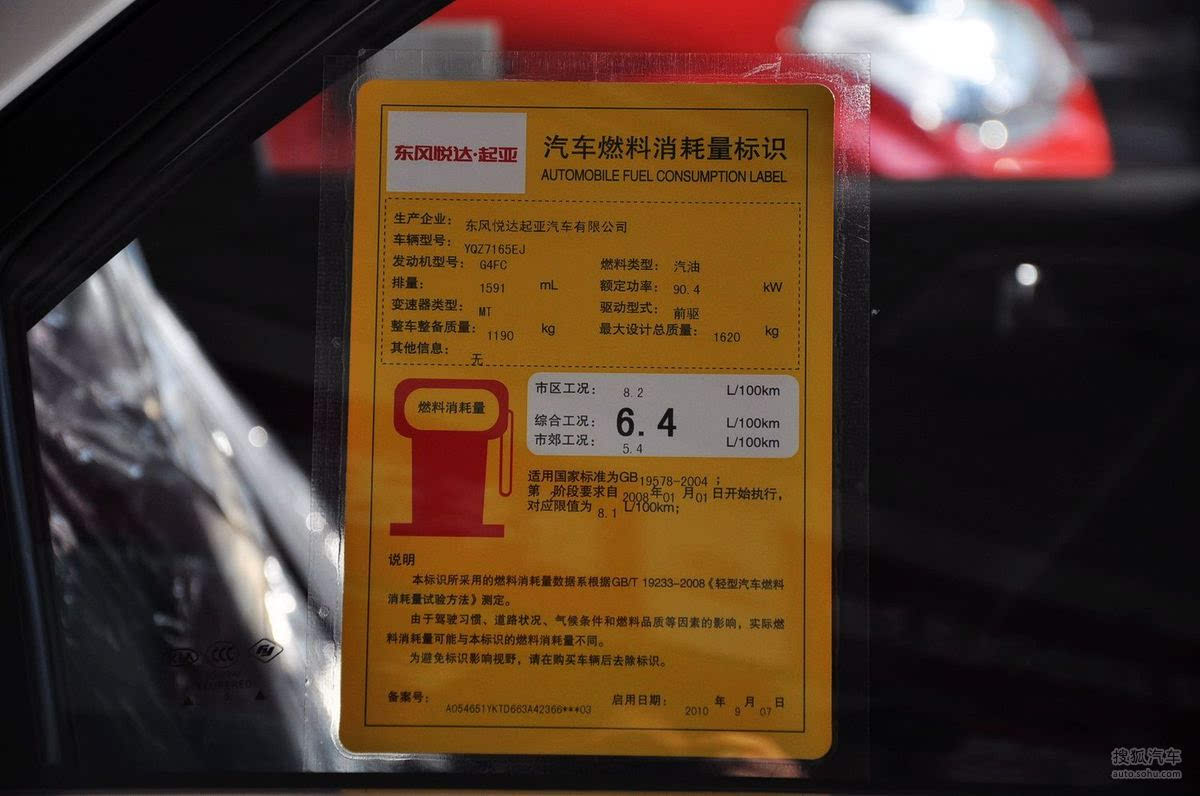 东风悦达·起亚
汽车燃料消耗量标识
AUTOMOBILE FUEL CONSUMPTION LABEL
生产企业: 东风悦达起亚汽车有限公司
车辆型号: YQZ7165EJ
发动机型号: G4FC 燃料类型: 汽油
排量: 1591 mL 额定功率: 90.4 kW
变速器类型: MT 驱动型式: 前驱
整车整备质量: 1190 kg 最大设计总质量: 1620 kg
其他信息: 无
燃料消耗量
市区工况: 8.2 L/100km
综合工况: 6.4 L/100km
市郊工况: 5.4 L/100km
适用国家标准为GB19578-2004 ;
第 阶段要求自2008年01月01日开始执行,
对应限值为 8.1 L/100km;
说明
本标识所采用的燃料消耗量数据系根据GB/T 19233-2008《轻型汽车燃料
消耗量试验方法》测定。
由于驾驶习惯、道路状况、气候条件和燃料品质等因素的影响,实际燃
料消耗量可能与本标识的燃料消耗量不同。
为避免标识影响视野,请在购买车辆后去除标识。
备案号: A054651YKTD663A42366***03 启用日期: 2010 年 9 月 07 日
KIA CCC
TEMPERED
搜狐汽车
auto.sohu.com